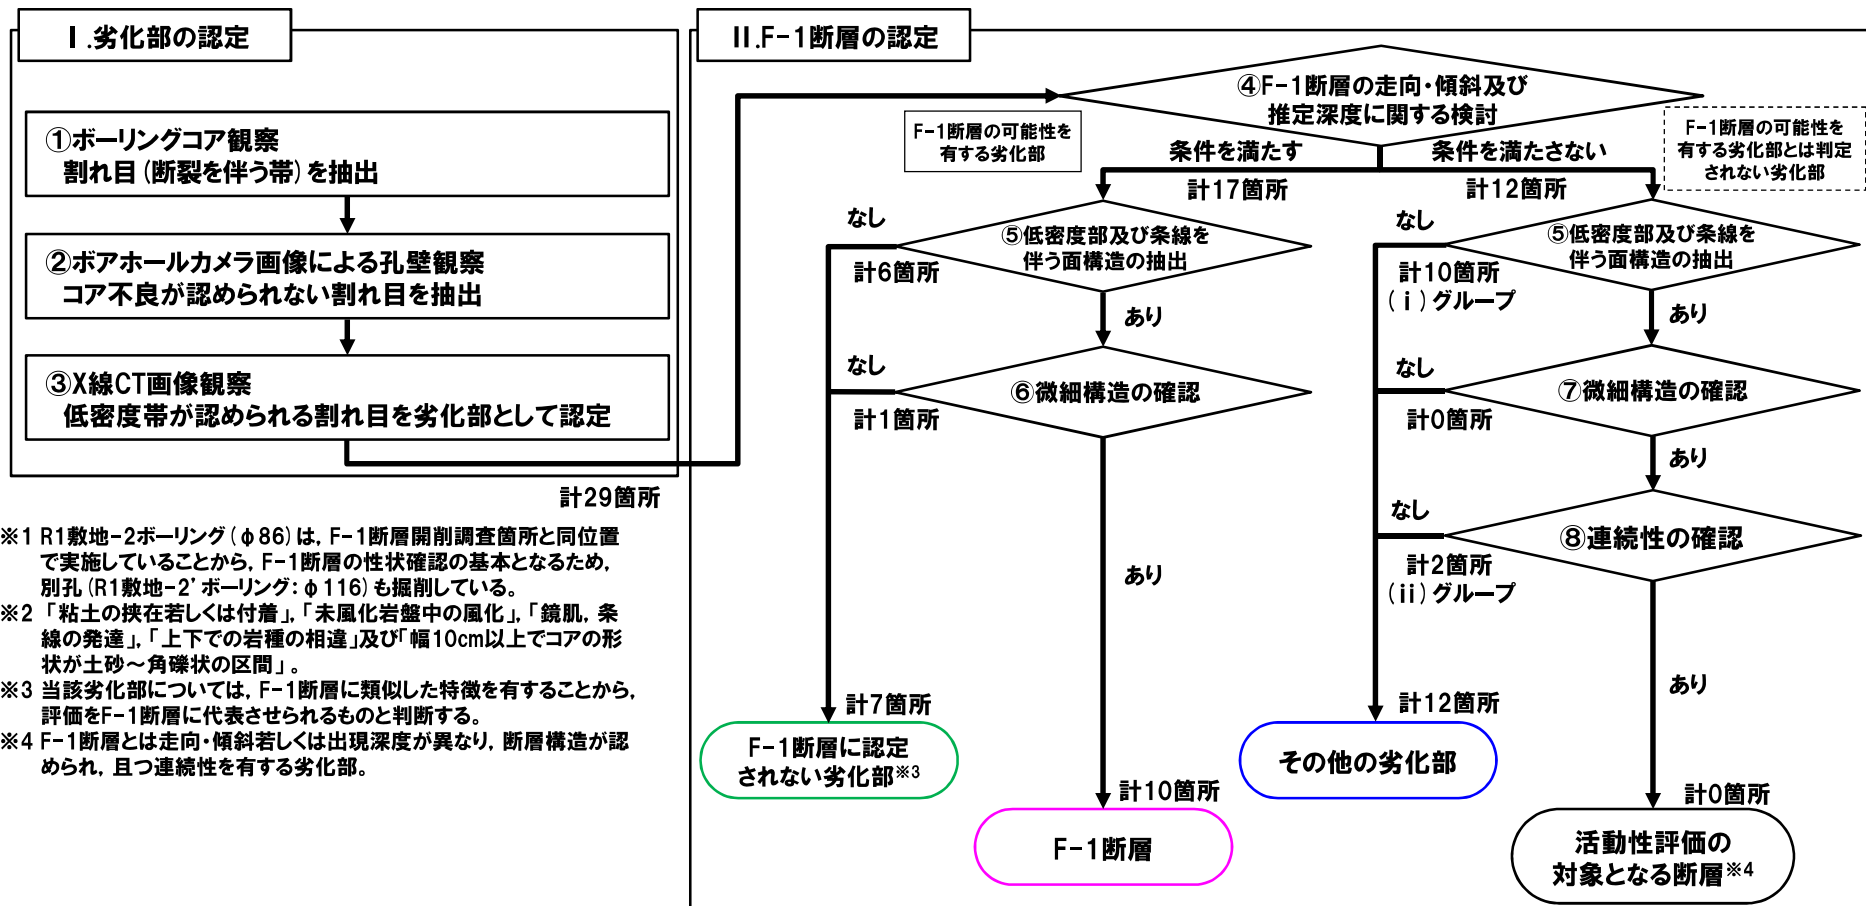 Ⅰ.劣化部の認定
①ボーリングコア観察
割れ目(断裂を伴う帯)を抽出
②ボアホールカメラ画像による孔壁観察
コア不良が認められない割れ目を抽出
③X線CT画像観察
低密度帯が認められる割れ目を劣化部として認定
計29箇所
※1 R1敷地-2ボーリング(φ86)は,F-1断層開削調査箇所と同位置
で実施していることから,F-1断層の性状確認の基本となるため,
別孔(R1敷地-2'ボーリング:φ116)も掘削している。
※2 「粘土の挟在若しくは付着」,「未風化岩盤中の風化」,「鏡肌,条
線の発達」,「上下での岩種の相違」及び「幅10cm以上でコアの形
状が土砂~角礫状の区間」。
※3 当該劣化部については,F-1断層に類似した特徴を有することから,
評価をF-1断層に代表させられるものと判断する。
※4 F-1断層とは走向・傾斜若しくは出現深度が異なり,断層構造が認
められ,且つ連続性を有する劣化部。
II.F-1断層の認定
④F-1断層の走向・傾斜及び
推定深度に関する検討
F-1断層の可能性を
有する劣化部
条件を満たす
条件を満たさない
F-1断層の可能性を
有する劣化部とは判定
されない劣化部
計17箇所
計12箇所
なし
⑤低密度部及び条線を
伴う面構造の抽出
計6箇所
あり
なし
⑥微細構造の確認
計1箇所
あり
計7箇所
F-1断層に認定
されない劣化部※3
計10箇所
F-1断層
なし
⑤低密度部及び条線を
伴う面構造の抽出
計10箇所
(ⅰ)グループ
あり
なし
⑦微細構造の確認
計0箇所
あり
なし
⑧連続性の確認
計2箇所
(ii)グループ
あり
計12箇所
その他の劣化部
計0箇所
活動性評価の
対象となる断層※4